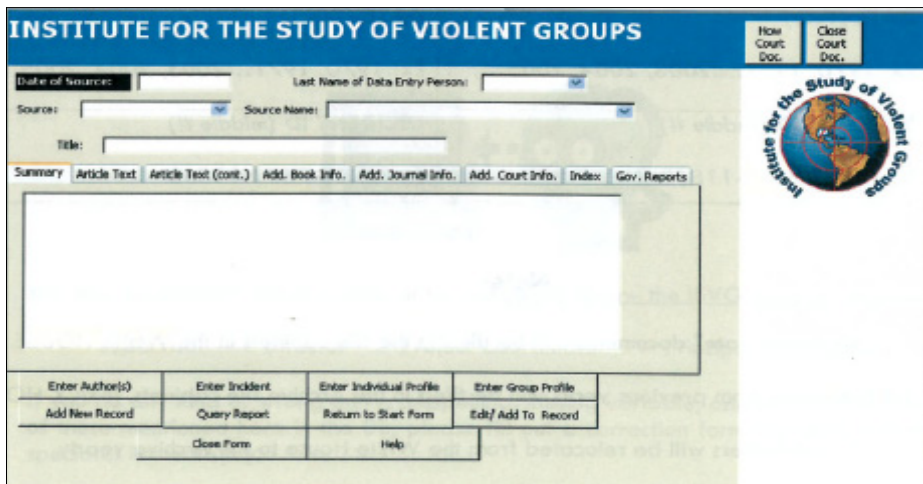 INSTITUTE FOR THE STUDY OF VIOLENT GROUPS
How Court Doc.
Close Court Doc.
Date of Source:
Last Name of Data Entry Person:
Source:
Source Name:
Title:
Institute for the Study of Violent Groups
Summary Article Text Article Text (cont.) Add. Book Info. Add. Journal Info. Add. Court Info. Index Gov. Reports
Enter Author(s) Enter Incident Enter Individual Profile Enter Group Profile
Add New Record Query Report Return to Start Form Edit/ Add To Record
Close Form Help